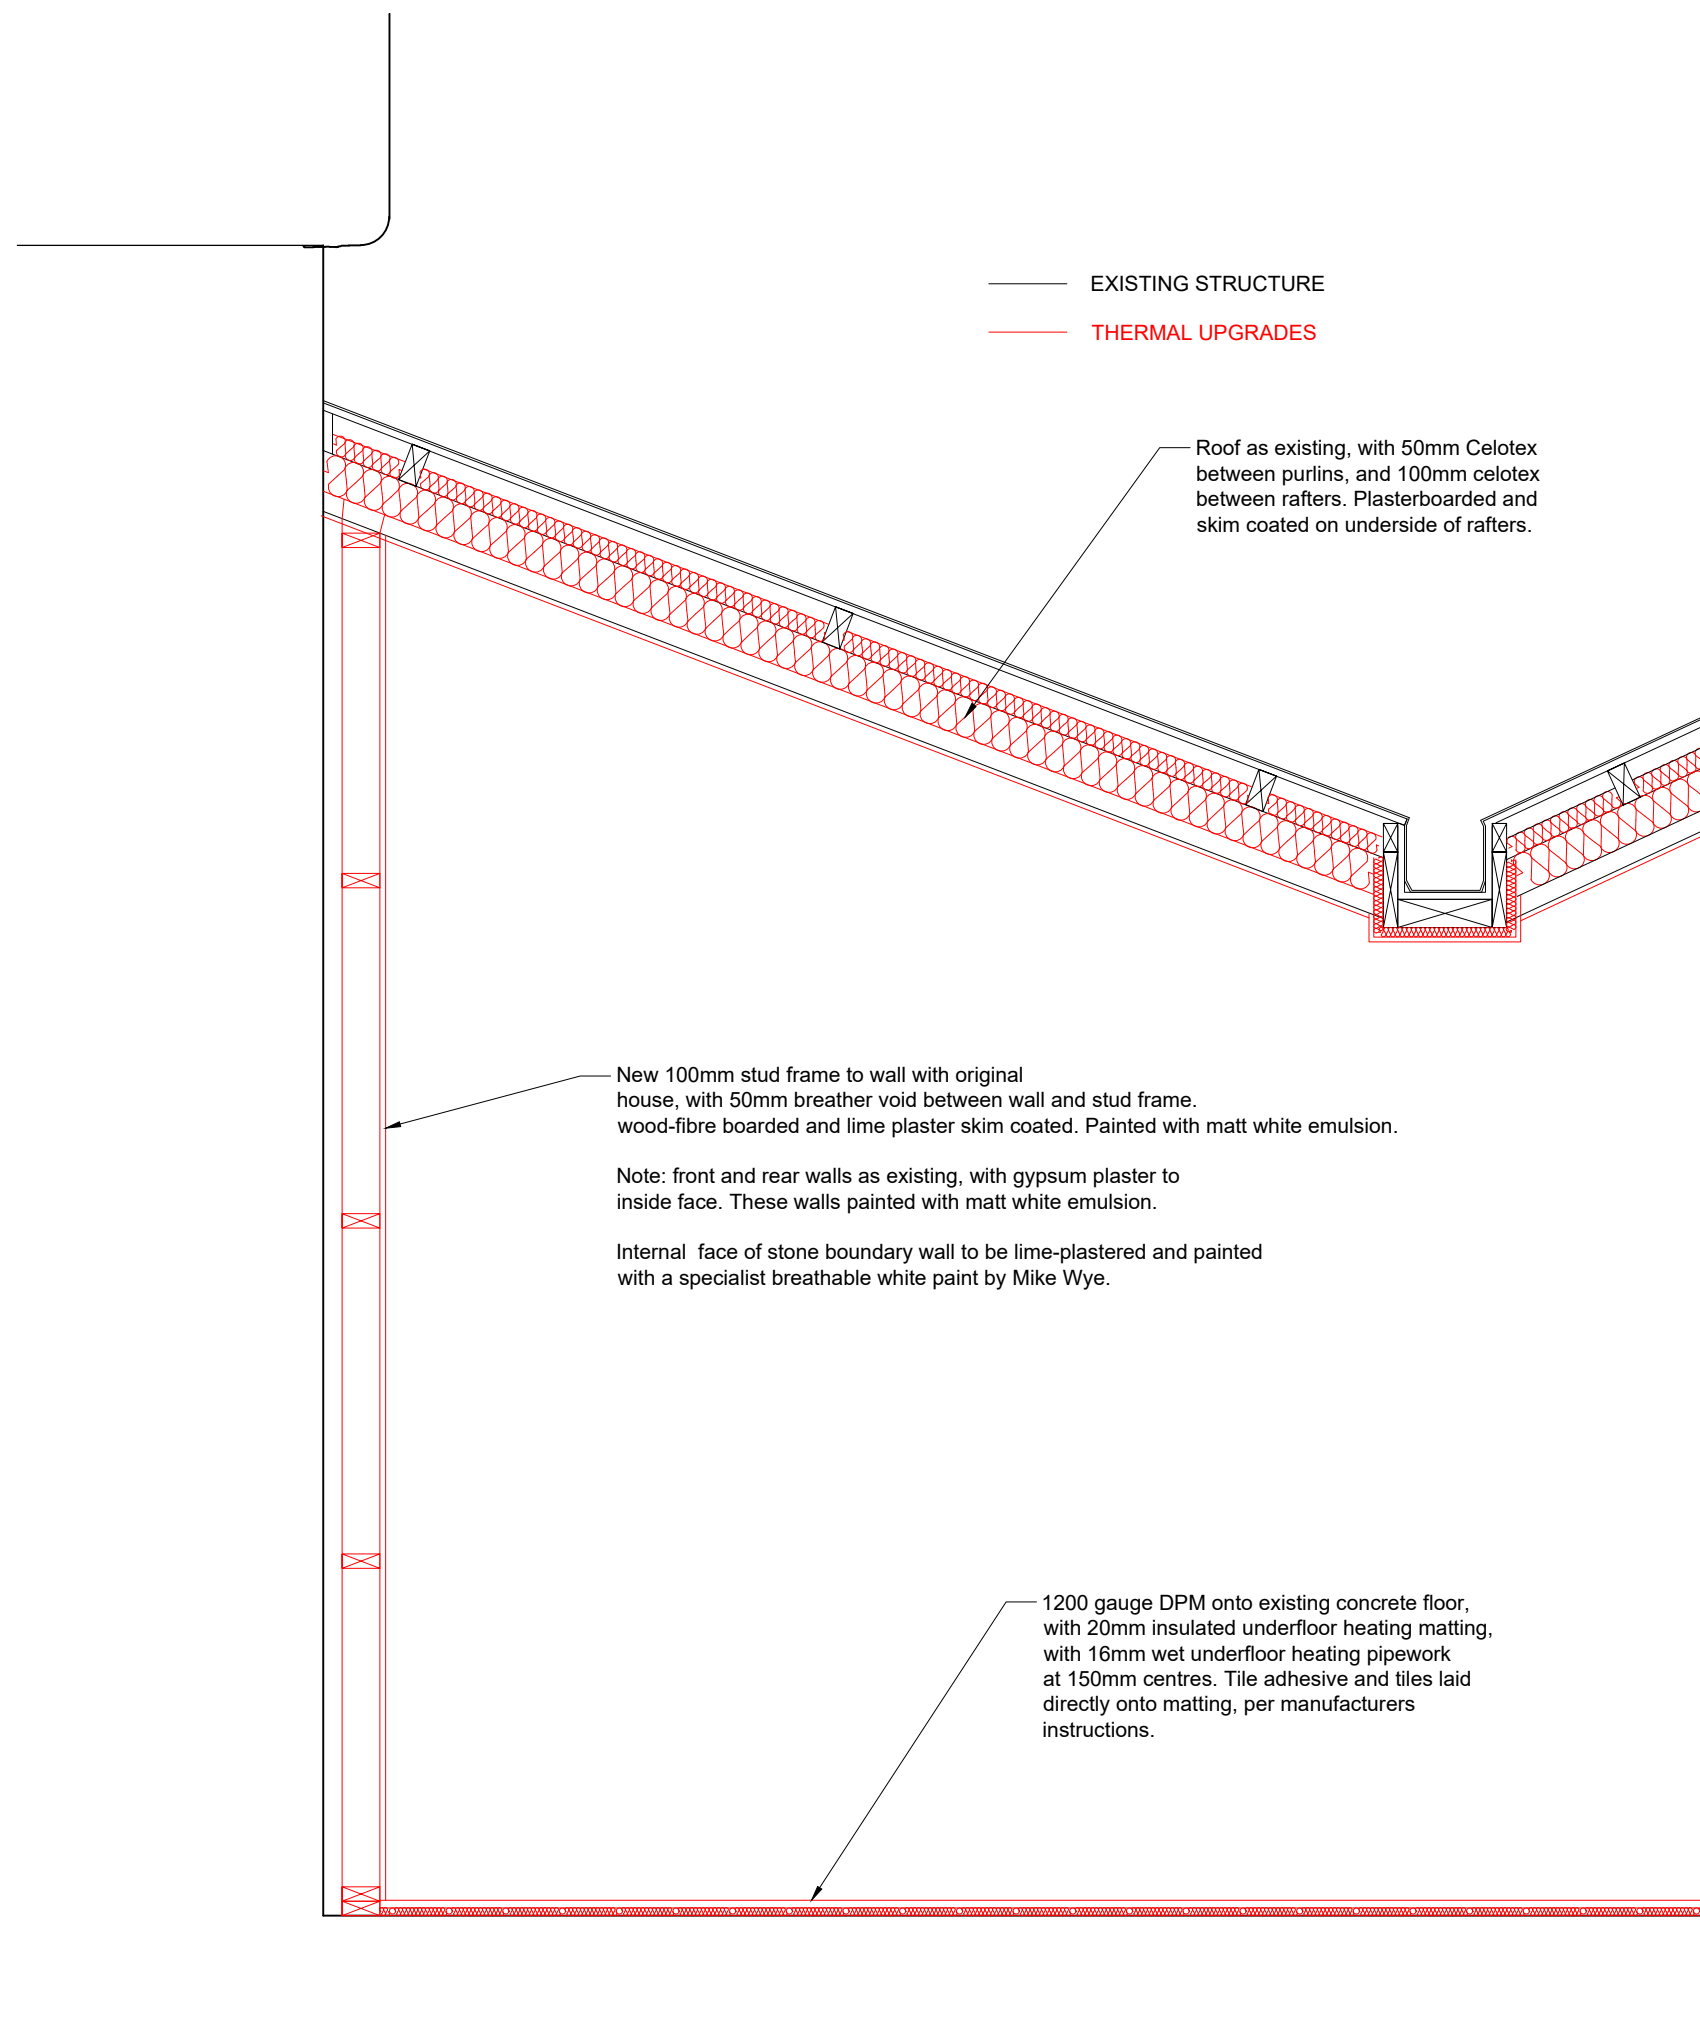 EXISTING STRUCTURE
THERMAL UPGRADES
Roof as existing, with 50mm Celotex
between purlins, and 100mm celotex
between rafters. Plasterboarded and
skim coated on underside of rafters.
New 100mm stud frame to wall with original
house, with 50mm breather void between wall and stud frame.
wood-fibre boarded and lime plaster skim coated. Painted with matt white emulsion.
Note: front and rear walls as existing, with gypsum plaster to
inside face. These walls painted with matt white emulsion.
Internal  face of stone boundary wall to be lime-plastered and painted
with a specialist breathable white paint by Mike Wye.
1200 gauge DPM onto existing concrete floor,
with 20mm insulated underfloor heating matting,
with 16mm wet underfloor heating pipework
at 150mm centres. Tile adhesive and tiles laid
directly onto matting, per manufacturers
instructions.